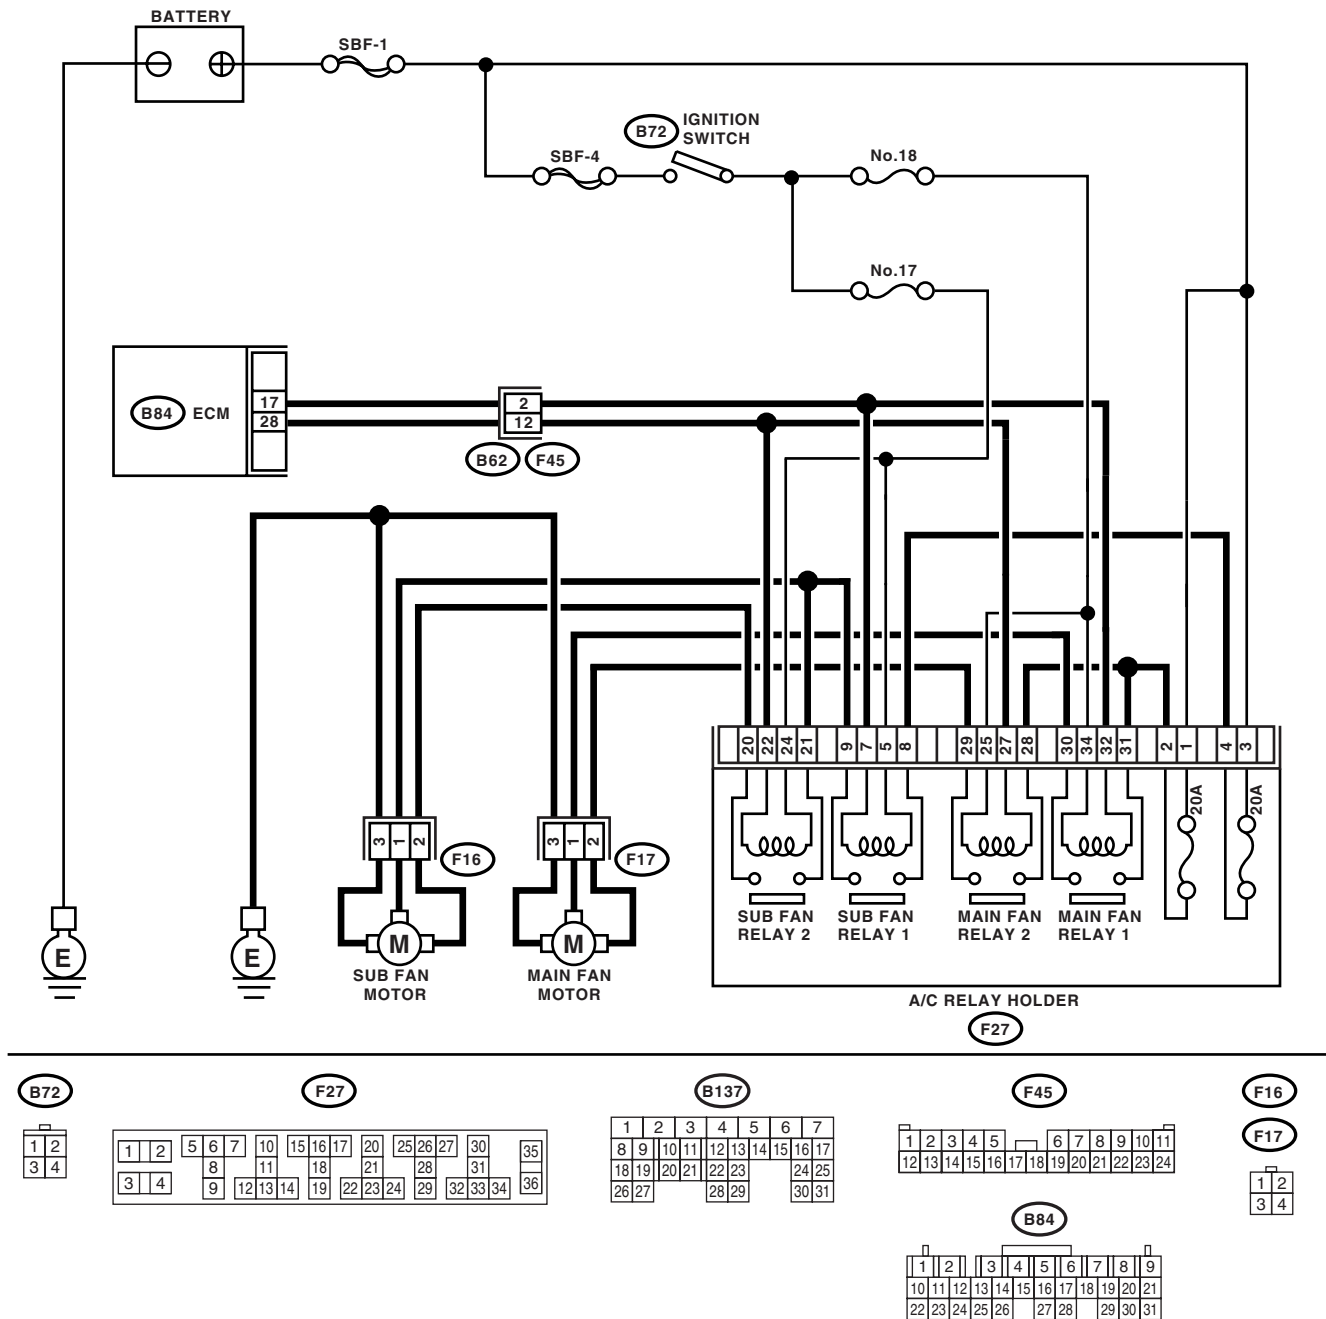 BATTERY
SBF-1
B72
IGNITION
SWITCH
SBF-4
No.18
No.17
B84
ECM
17
28
2
12
B62
F45
20
22
24
21
9
7
5
8
29
25
27
28
30
34
32
31
2
1
4
3
20A
20A
3
1
2
F16
3
1
2
F17
SUB FAN
RELAY 2
SUB FAN
RELAY 1
MAIN FAN
RELAY 2
MAIN FAN
RELAY 1
E
E
M
SUB FAN
MOTOR
M
MAIN FAN
MOTOR
A/C RELAY HOLDER
F27
B72
1 2
3 4
F27
1 2 5 6 7 10 15 16 17 20 25 26 27 30 35
8 11 18 21 28 31
3 4 9 12 13 14 19 22 23 24 29 32 33 34 36
B137
1 2 3 4 5 6 7
8 9 10 11 12 13 14 15 16 17
18 19 20 21 22 23 24 25
26 27 28 29 30 31
F45
1 2 3 4 5 6 7 8 9 10 11
12 13 14 15 16 17 18 19 20 21 22 23 24
F16
F17
1 2
3 4
B84
1 2 3 4 5 6 7 8 9
10 11 12 13 14 15 16 17 18 19 20 21
22 23 24 25 26 27 28 29 30 31